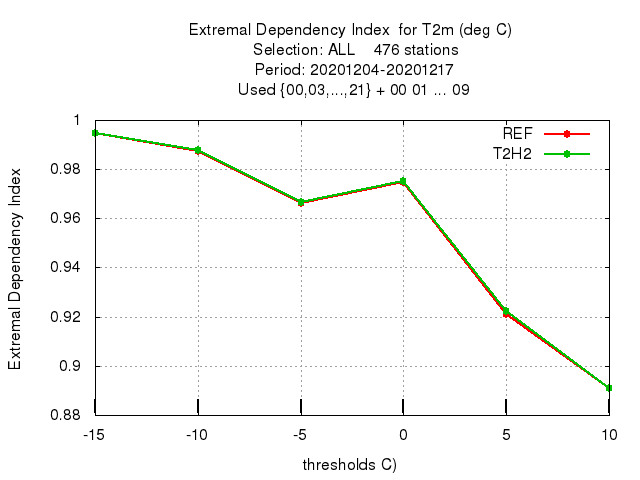 Extremal Dependency Index  for T2m (deg C)
Selection: ALL    476 stations
Period: 20201204-20201217
Used {00,03,...,21} + 00 01 ... 09
REF
T2H2
Extremal Dependency Index
1
0.98
0.96
0.94
0.92
0.9
0.88
-15 -10 -5 0 5 10
thresholds C)